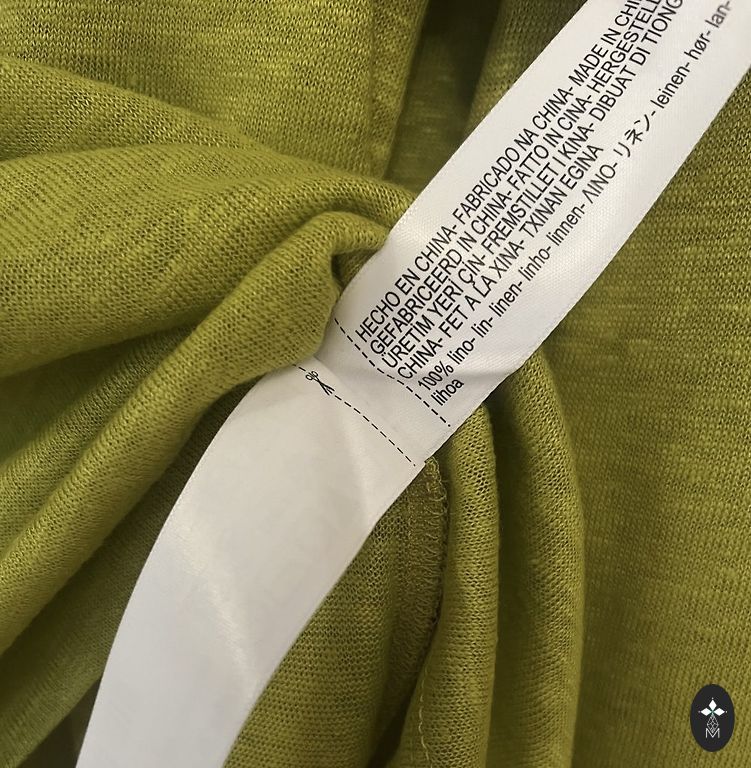 HECHO EN CHINA- FABRICADO NA CHINA- MADE IN
GEFABRICEERD IN CHINA- FATTO IN CINA- HERGESTELL
ÜRETIM YERI ÇIN- FREMSTILLET I KINA- DIBUAT DI TIONG
CHINA- FET A LA XINA- TXINAN EGINA
100% lino- lin- linen- linho- linnen- ΛΙΝΟ- リネン- leinen- hør- lan-
lihoa
M